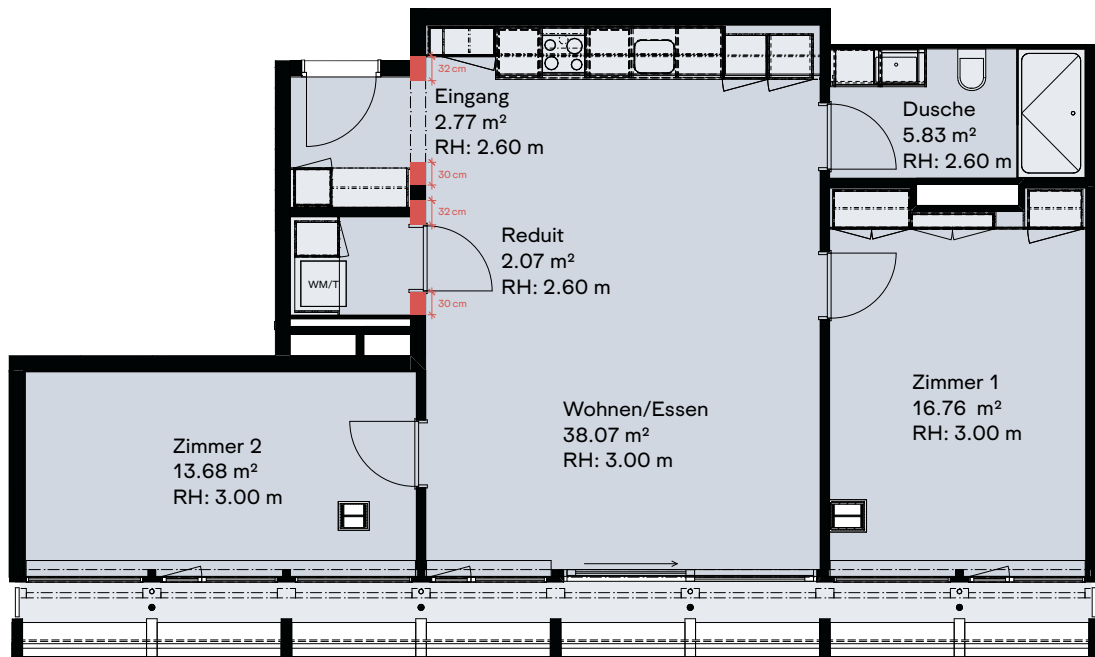 32 cm
Eingang
2.77 m²
RH: 2.60 m
30 cm
32 cm
Dusche
5.83 m²
RH: 2.60 m
Reduit
2.07 m²
RH: 2.60 m
WM/T
30 cm
Zimmer 1
16.76 m²
RH: 3.00 m
Wohnen/Essen
38.07 m²
RH: 3.00 m
Zimmer 2
13.68 m²
RH: 3.00 m